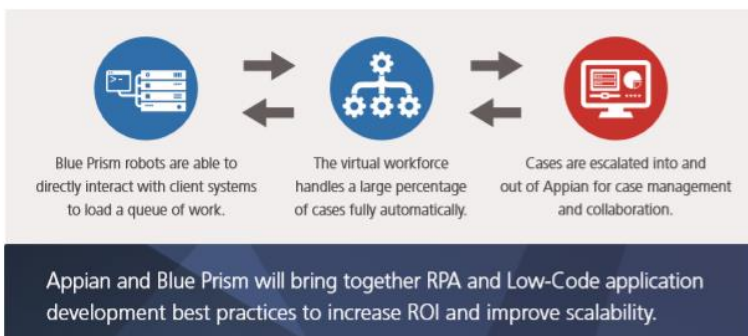 Blue Prism robots are able to
directly interact with client systems
to load a queue of work.
The virtual workforce
handles a large percentage
of cases fully automatically.
Cases are escalated into and
out of Appian for case management
and collaboration.
Appian and Blue Prism will bring together RPA and Low-Code application
development best practices to increase ROI and improve scalability.